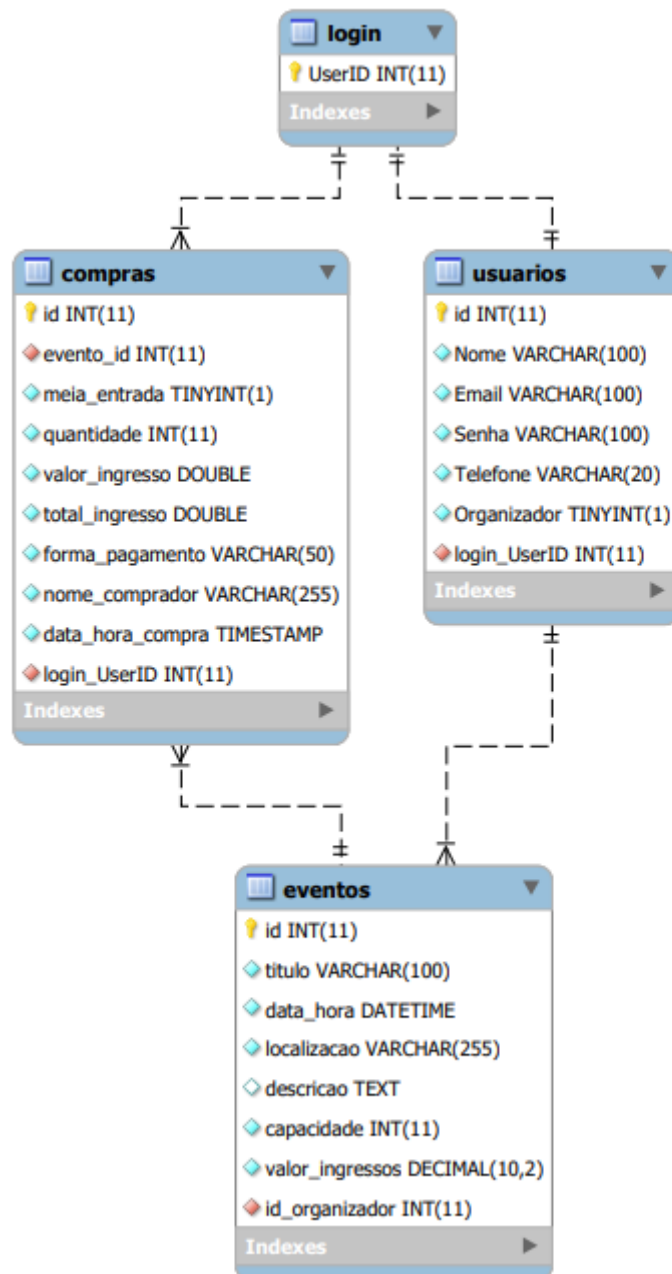 login
UserID INT(11)
Indexes
compras
id INT(11)
evento_id INT(11)
meia_entrada TINYINT(1)
quantidade INT(11)
valor_ingresso DOUBLE
total_ingresso DOUBLE
forma_pagamento VARCHAR(50)
nome_comprador VARCHAR(255)
data_hora_compra TIMESTAMP
login_UserID INT(11)
Indexes
usuarios
id INT(11)
Nome VARCHAR(100)
Email VARCHAR(100)
Senha VARCHAR(100)
Telefone VARCHAR(20)
Organizador TINYINT(1)
login_UserID INT(11)
Indexes
eventos
id INT(11)
titulo VARCHAR(100)
data_hora DATETIME
localizacao VARCHAR(255)
descricao TEXT
capacidade INT(11)
valor_ingressos DECIMAL(10,2)
id_organizador INT(11)
Indexes